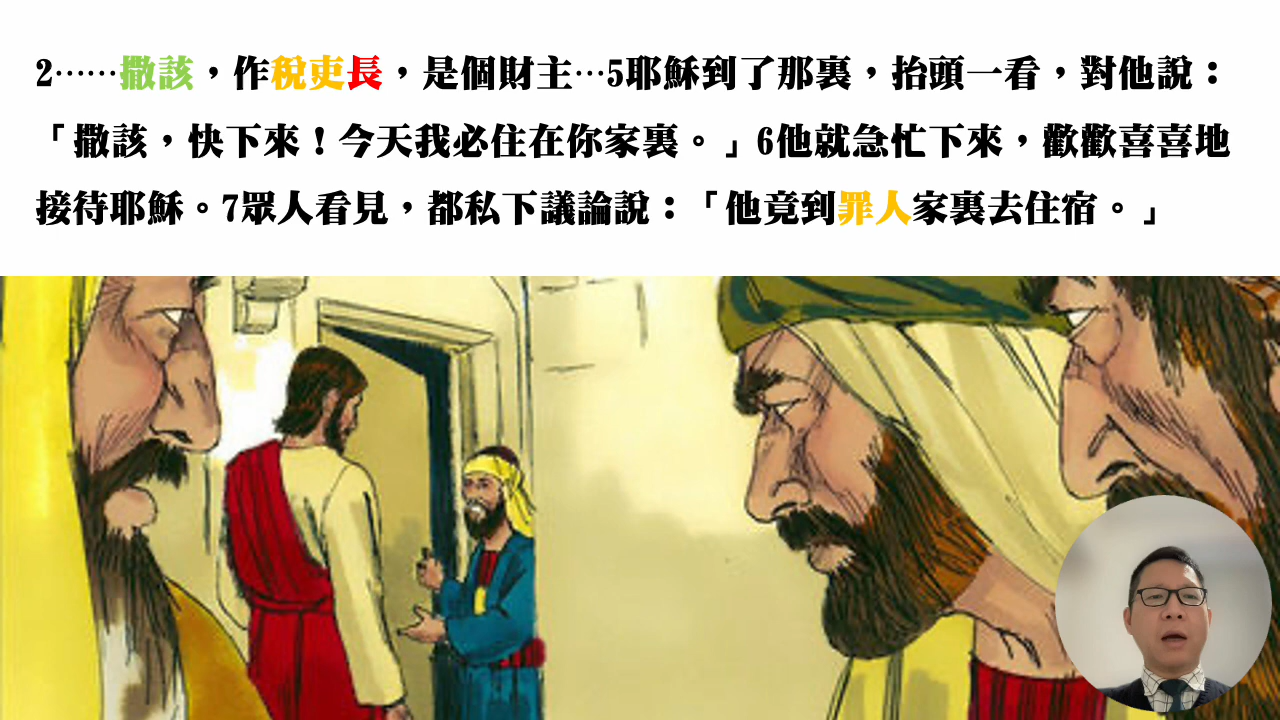 2⋯⋯撒該，作稅吏長，是個財主⋯5耶穌到了那裏，抬頭一看，對他說：
「撒該，快下來！今天我必住在你家裏。」6他就急忙下來，歡歡喜喜地
接待耶穌。7眾人看見，都私下議論說：「他竟到罪人家裏去住宿。」